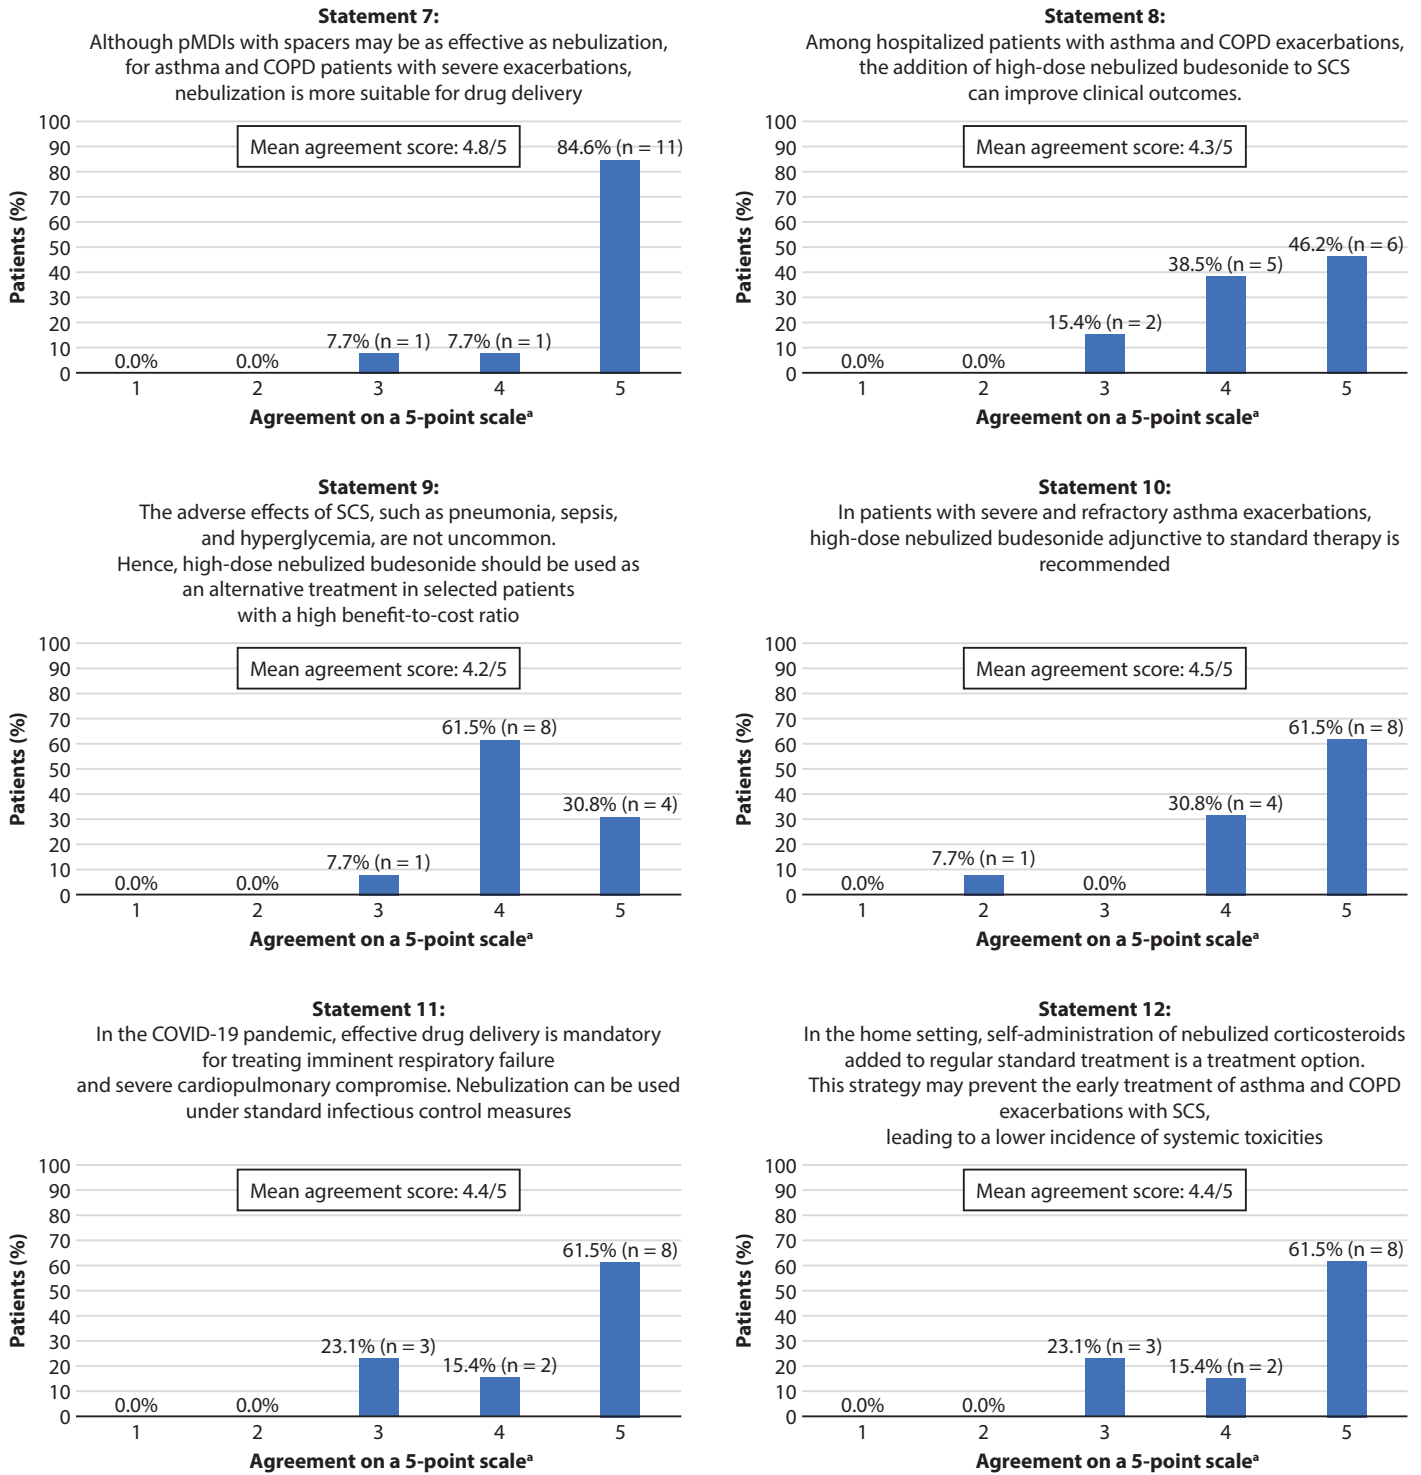 Statement 7:
Although pMDIs with spacers may be as effective as nebulization,
for asthma and COPD patients with severe exacerbations,
nebulization is more suitable for drug delivery
Mean agreement score: 4.8/5
Patients (%)
100
90
80
70
60
50
40
30
20
10
0
0.0%
0.0%
7.7% (n = 1)
7.7% (n = 1)
84.6% (n = 11)
1 2 3 4 5
Agreement on a 5-point scaleᵃ
Statement 8:
Among hospitalized patients with asthma and COPD exacerbations,
the addition of high-dose nebulized budesonide to SCS
can improve clinical outcomes.
Mean agreement score: 4.3/5
Patients (%)
100
90
80
70
60
50
40
30
20
10
0
0.0%
0.0%
15.4% (n = 2)
38.5% (n = 5)
46.2% (n = 6)
1 2 3 4 5
Agreement on a 5-point scaleᵃ
Statement 9:
The adverse effects of SCS, such as pneumonia, sepsis,
and hyperglycemia, are not uncommon.
Hence, high-dose nebulized budesonide should be used as
an alternative treatment in selected patients
with a high benefit-to-cost ratio
Mean agreement score: 4.2/5
Patients (%)
100
90
80
70
60
50
40
30
20
10
0
0.0%
0.0%
7.7% (n = 1)
61.5% (n = 8)
30.8% (n = 4)
1 2 3 4 5
Agreement on a 5-point scaleᵃ
Statement 10:
In patients with severe and refractory asthma exacerbations,
high-dose nebulized budesonide adjunctive to standard therapy is
recommended
Mean agreement score: 4.5/5
Patients (%)
100
90
80
70
60
50
40
30
20
10
0
0.0%
7.7% (n = 1)
0.0%
30.8% (n = 4)
61.5% (n = 8)
1 2 3 4 5
Agreement on a 5-point scaleᵃ
Statement 11:
In the COVID-19 pandemic, effective drug delivery is mandatory
for treating imminent respiratory failure
and severe cardiopulmonary compromise. Nebulization can be used
under standard infectious control measures
Mean agreement score: 4.4/5
Patients (%)
100
90
80
70
60
50
40
30
20
10
0
0.0%
0.0%
23.1% (n = 3)
15.4% (n = 2)
61.5% (n = 8)
1 2 3 4 5
Agreement on a 5-point scaleᵃ
Statement 12:
In the home setting, self-administration of nebulized corticosteroids
added to regular standard treatment is a treatment option.
This strategy may prevent the early treatment of asthma and COPD
exacerbations with SCS,
leading to a lower incidence of systemic toxicities
Mean agreement score: 4.4/5
Patients (%)
100
90
80
70
60
50
40
30
20
10
0
0.0%
0.0%
23.1% (n = 3)
15.4% (n = 2)
61.5% (n = 8)
1 2 3 4 5
Agreement on a 5-point scaleᵃ